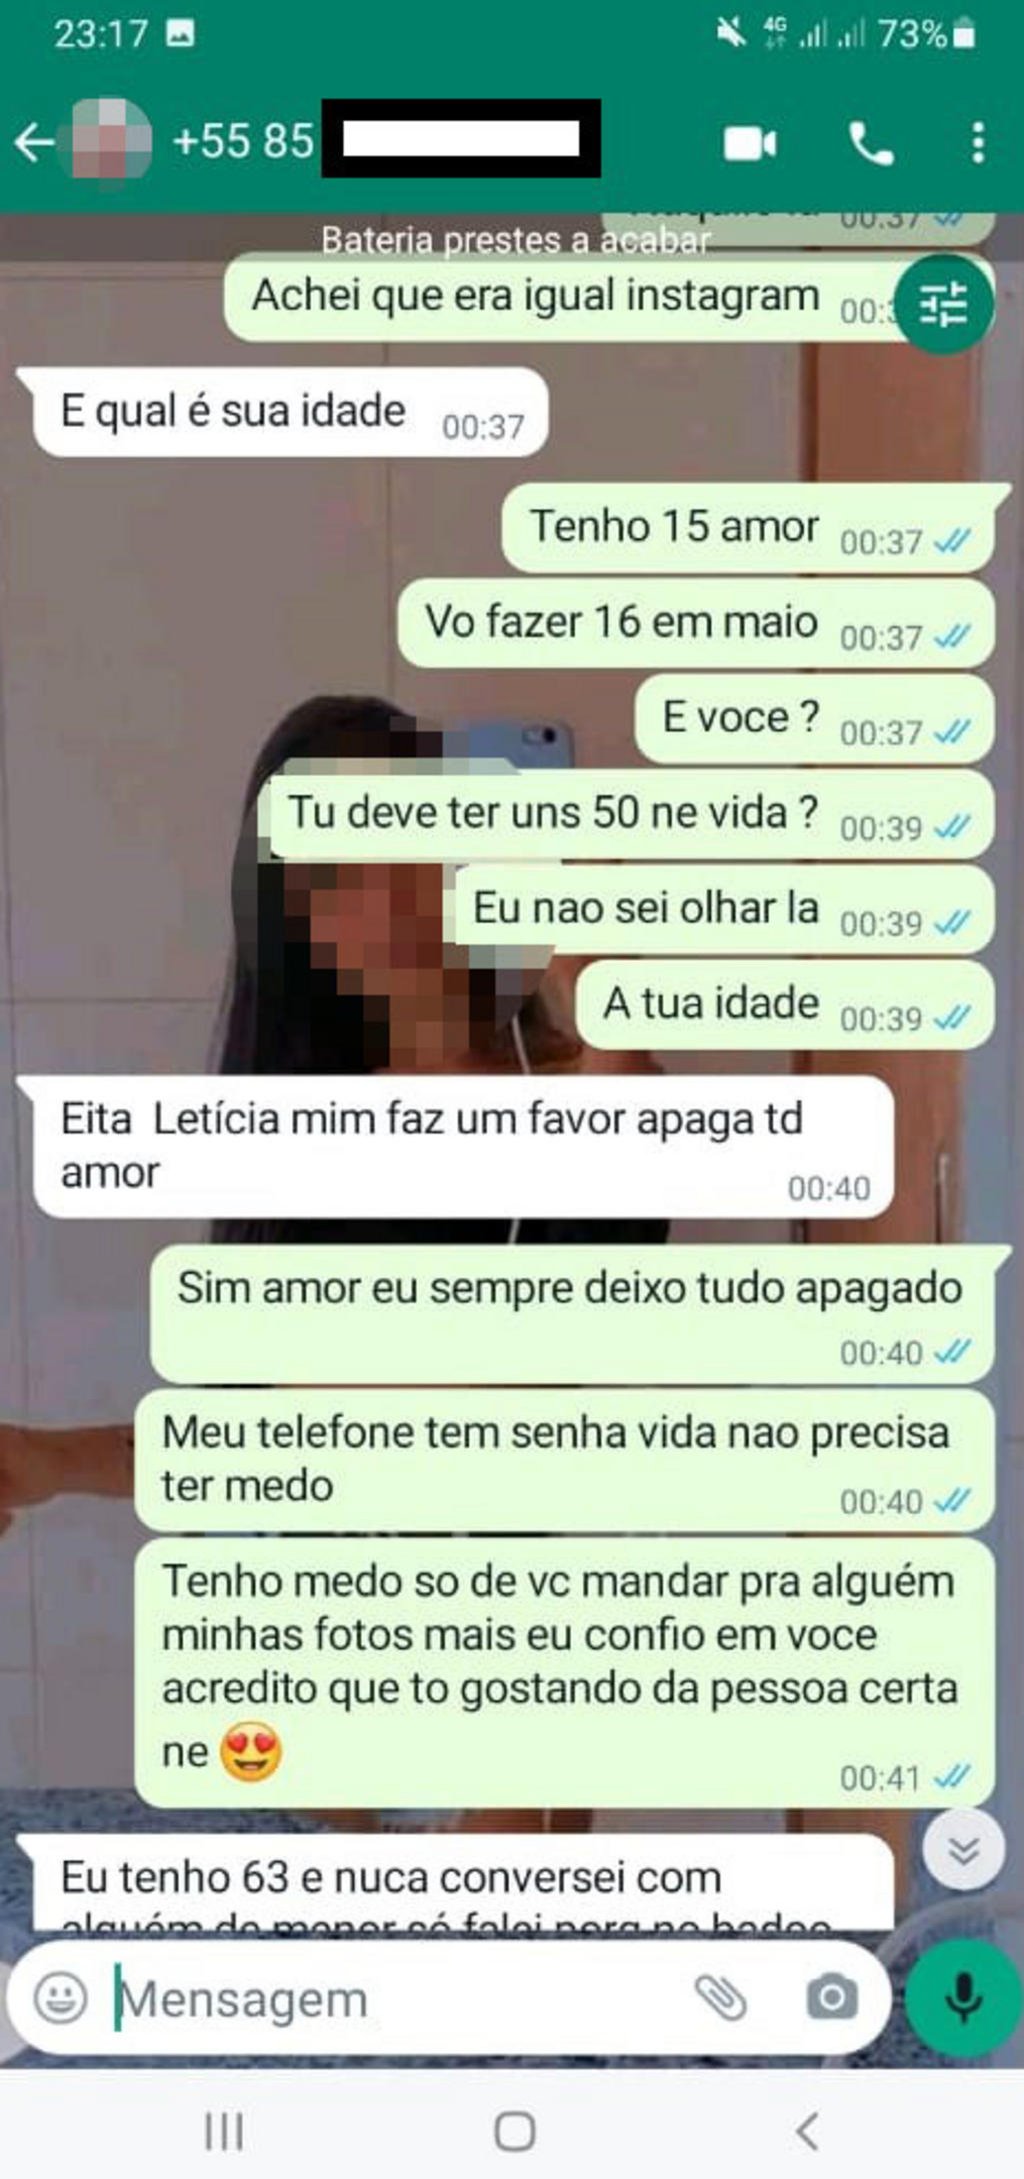 23:17 4G 73%
+55 85
00:37
Bateria prestes a acabar
Achei que era igual instagram
E qual é sua idade 00:37
Tenho 15 amor 00:37
Vo fazer 16 em maio 00:37
E voce ? 00:37
Tu deve ter uns 50 ne vida ? 00:39
Eu nao sei olhar la 00:39
A tua idade 00:39
Eita Letícia mim faz um favor apaga td
amor 00:40
Sim amor eu sempre deixo tudo apagado
00:40
Meu telefone tem senha vida nao precisa
ter medo 00:40
Tenho medo so de vc mandar pra alguém
minhas fotos mais eu confio em voce
acredito que to gostando da pessoa certa
ne 😍 00:41
Eu tenho 63 e nuca conversei com
alguém de menor só falei
Mensagem